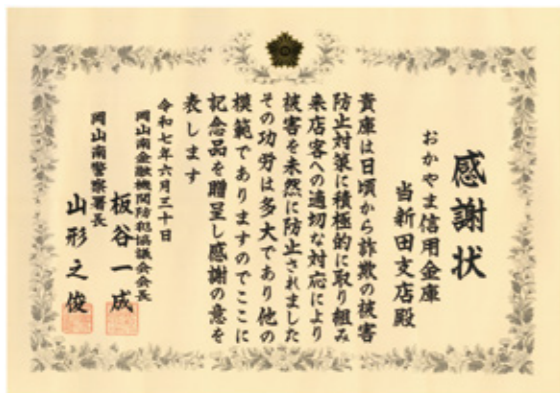 感謝状
おかやま信用金庫
当新田支店殿
貴庫は日頃から詐欺の被害
防止対策に積極的に取り組み
来店客への適切な対応により
被害を未然に防止されました
その功労は多大であり他の
模範でありますのでここに
記念品を贈呈し感謝の意を
表します
令和七年六月三十日
岡山南金融機関防犯協議会会長
板谷一成
岡山南警察署長
山形之俊